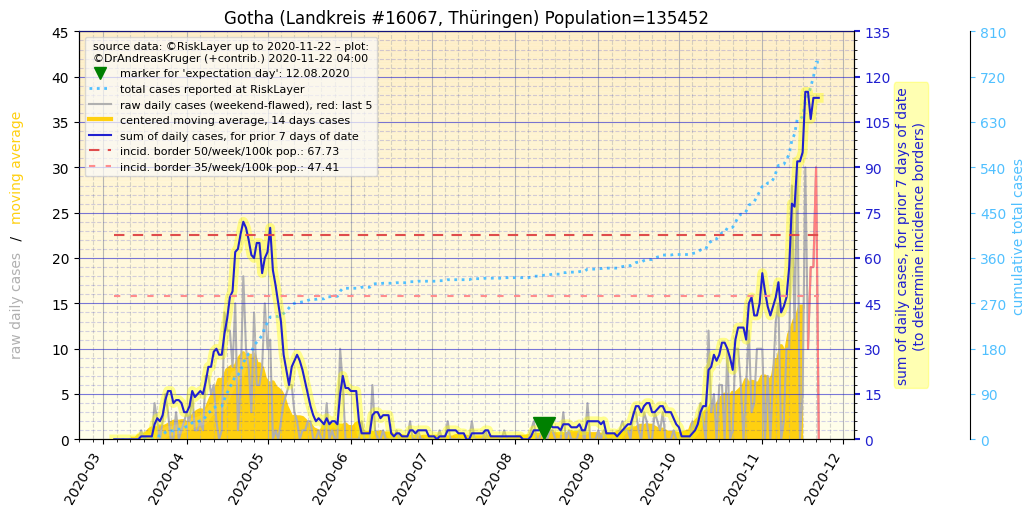 Gotha (Landkreis #16067, Thüringen) Population=135452
source data: ©RiskLayer up to 2020-11-22 – plot:
©DrAndreasKruger (+contrib.) 2020-11-22 04:00
marker for 'expectation day': 12.08.2020
total cases reported at RiskLayer
raw daily cases (weekend-flawed), red: last 5
centered moving average, 14 days cases
sum of daily cases, for prior 7 days of date
incid. border 50/week/100k pop.: 67.73
incid. border 35/week/100k pop.: 47.41
raw daily cases / moving average
45
40
35
30
25
20
15
10
5
0
2020-03
2020-04
2020-05
2020-06
2020-07
2020-08
2020-09
2020-10
2020-11
2020-12
135
120
105
90
75
60
45
30
15
0
sum of daily cases, for prior 7 days of date
(to determine incidence borders)
810
720
630
540
450
360
270
180
90
0
cumulative total cases